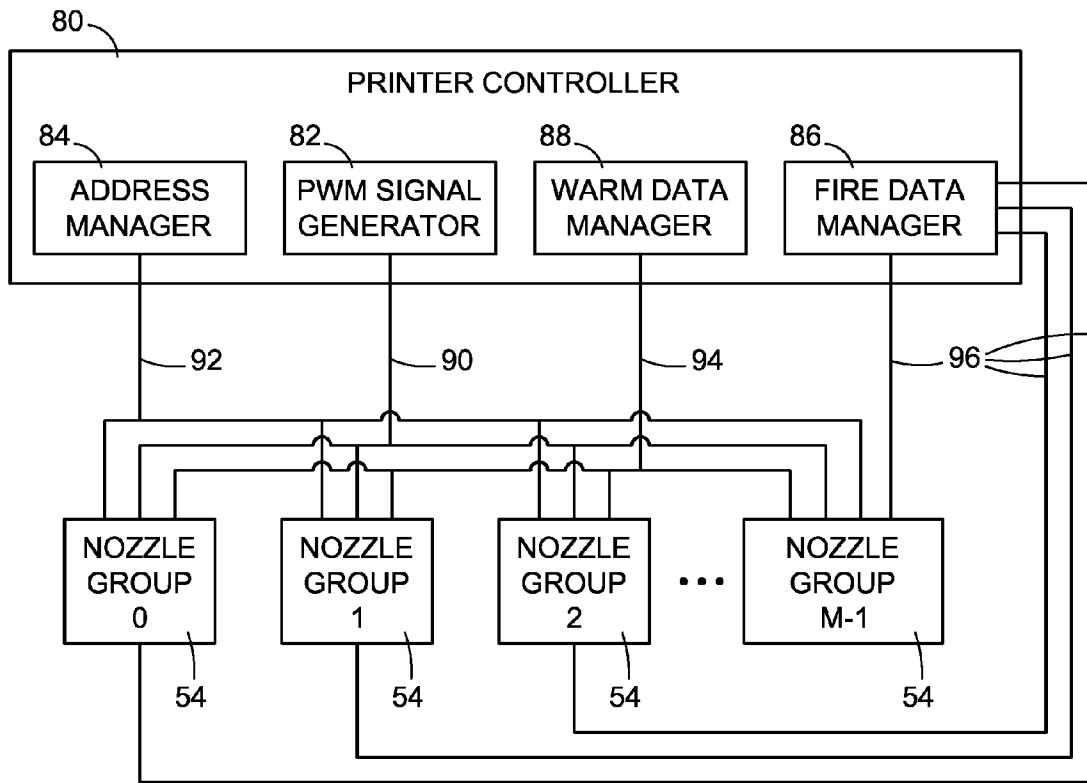 80
PRINTER CONTROLLER
84
82
88
86
ADDRESS
MANAGER
PWM SIGNAL
GENERATOR
WARM DATA
MANAGER
FIRE DATA
MANAGER
92
90
94
96
NOZZLE
GROUP
0
NOZZLE
GROUP
1
NOZZLE
GROUP
2
•••
NOZZLE
GROUP
M-1
54
54
54
54